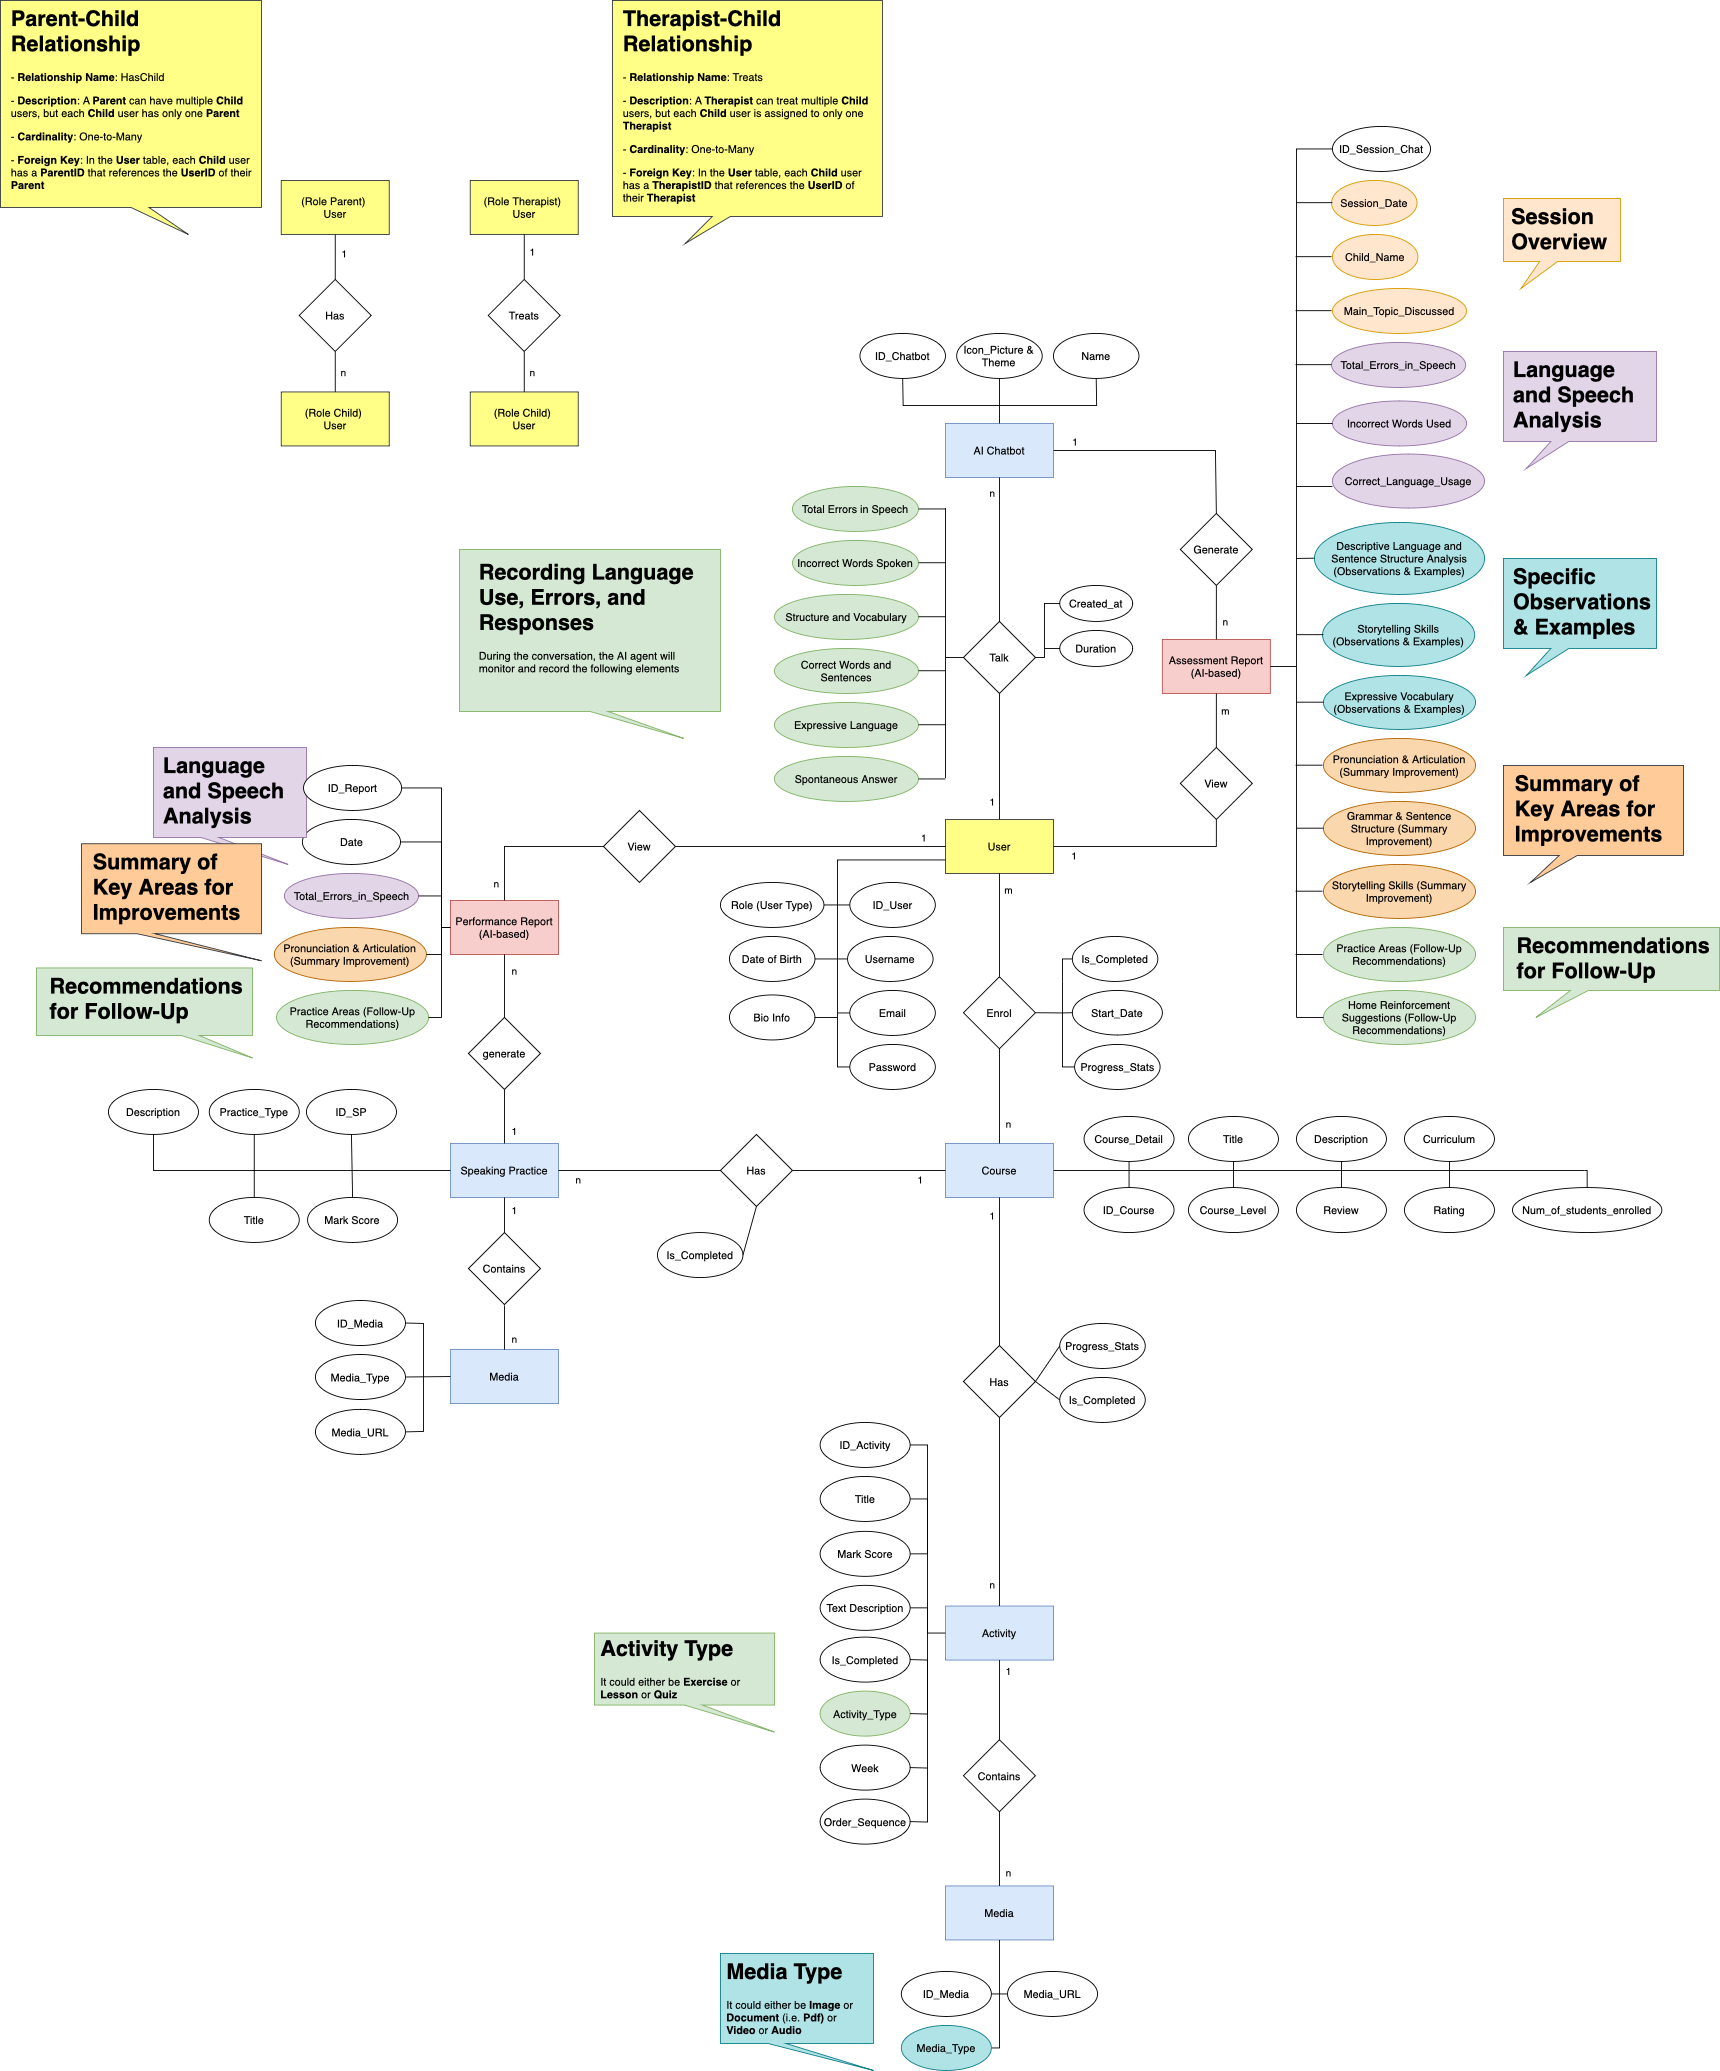 Parent-Child
Relationship
- Relationship Name: HasChild
- Description: A Parent can have multiple Child
users, but each Child user has only one Parent
- Cardinality: One-to-Many
- Foreign Key: In the User table, each Child user
has a ParentID that references the UserID of their
Parent
Therapist-Child
Relationship
- Relationship Name: Treats
- Description: A Therapist can treat multiple Child
users, but each Child user is assigned to only one
Therapist
- Cardinality: One-to-Many
- Foreign Key: In the User table, each Child user
has a TherapistID that references the UserID of
their Therapist
(Role Parent)
User
1
Has
n
(Role Child)
User
(Role Therapist)
User
1
Treats
n
(Role Child)
User
ID_Session_Chat
Session_Date
Child_Name
Main_Topic_Discussed
Total_Errors_in_Speech
Incorrect Words Used
Correct_Language_Usage
Descriptive Language and
Sentence Structure Analysis
(Observations & Examples)
Storytelling Skills
(Observations & Examples)
Expressive Vocabulary
(Observations & Examples)
Pronunciation & Articulation
(Summary Improvement)
Grammar & Sentence
Structure (Summary
Improvement)
Storytelling Skills (Summary
Improvement)
Practice Areas (Follow-Up
Recommendations)
Home Reinforcement
Suggestions (Follow-Up
Recommendations)
Session
Overview
Language
and Speech
Analysis
Specific
Observations
& Examples
Summary of
Key Areas for
Improvements
Recommendations
for Follow-Up
ID_Chatbot
Icon_Picture &
Theme
Name
AI Chatbot
1
n
Generate
n
Assessment Report
(AI-based)
m
View
1
Total Errors in Speech
Incorrect Words Spoken
Structure and Vocabulary
Correct Words and
Sentences
Expressive Language
Spontaneous Answer
Recording Language
Use, Errors, and
Responses
During the conversation, the AI agent will
monitor and record the following elements
Talk
Created_at
Duration
1
User
1
View
n
Language
and Speech
Analysis
Summary of
Key Areas for
Improvements
Recommendations
for Follow-Up
ID_Report
Date
Total_Errors_in_Speech
Pronunciation & Articulation
(Summary Improvement)
Practice Areas (Follow-Up
Recommendations)
Performance Report
(AI-based)
n
generate
1
Role (User Type)
ID_User
Date of Birth
Username
Bio Info
Email
Password
m
Enrol
n
Is_Completed
Start_Date
Progress_Stats
Description
Practice_Type
ID_SP
Title
Mark Score
Speaking Practice
n
Has
1
Is_Completed
Course
Course_Detail
Title
Description
Curriculum
ID_Course
Course_Level
Review
Rating
Num_of_students_enrolled
1
Contains
n
Media
ID_Media
Media_Type
Media_URL
1
Has
Progress_Stats
Is_Completed
n
ID_Activity
Title
Mark Score
Text Description
Is_Completed
Activity_Type
Week
Order_Sequence
Activity
Activity Type
It could either be Exercise or
Lesson or Quiz
1
Contains
n
Media
Media Type
It could either be Image or
Document (i.e. Pdf) or
Video or Audio
ID_Media
Media_URL
Media_Type